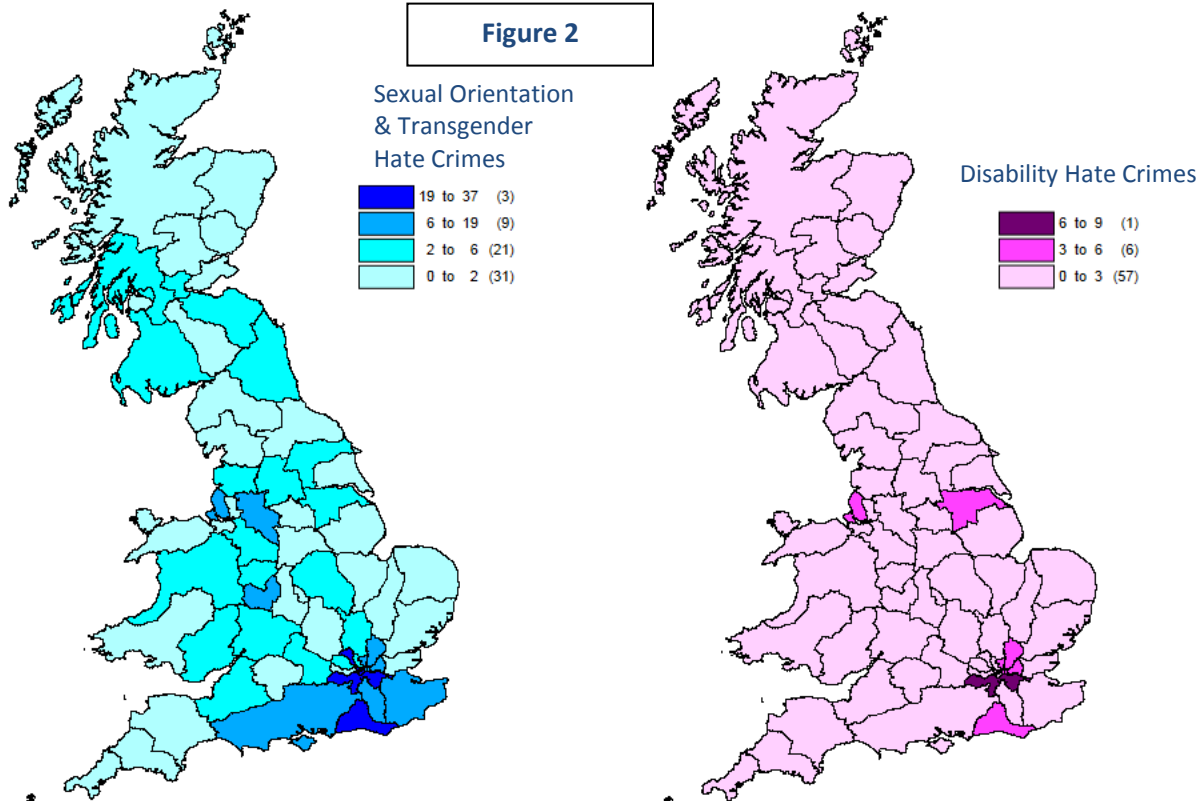 Figure 2
Sexual Orientation
& Transgender
Hate Crimes
19 to 37 (3)
6 to 19 (9)
2 to 6 (21)
0 to 2 (31)
Disability Hate Crimes
6 to 9 (1)
3 to 6 (6)
0 to 3 (57)